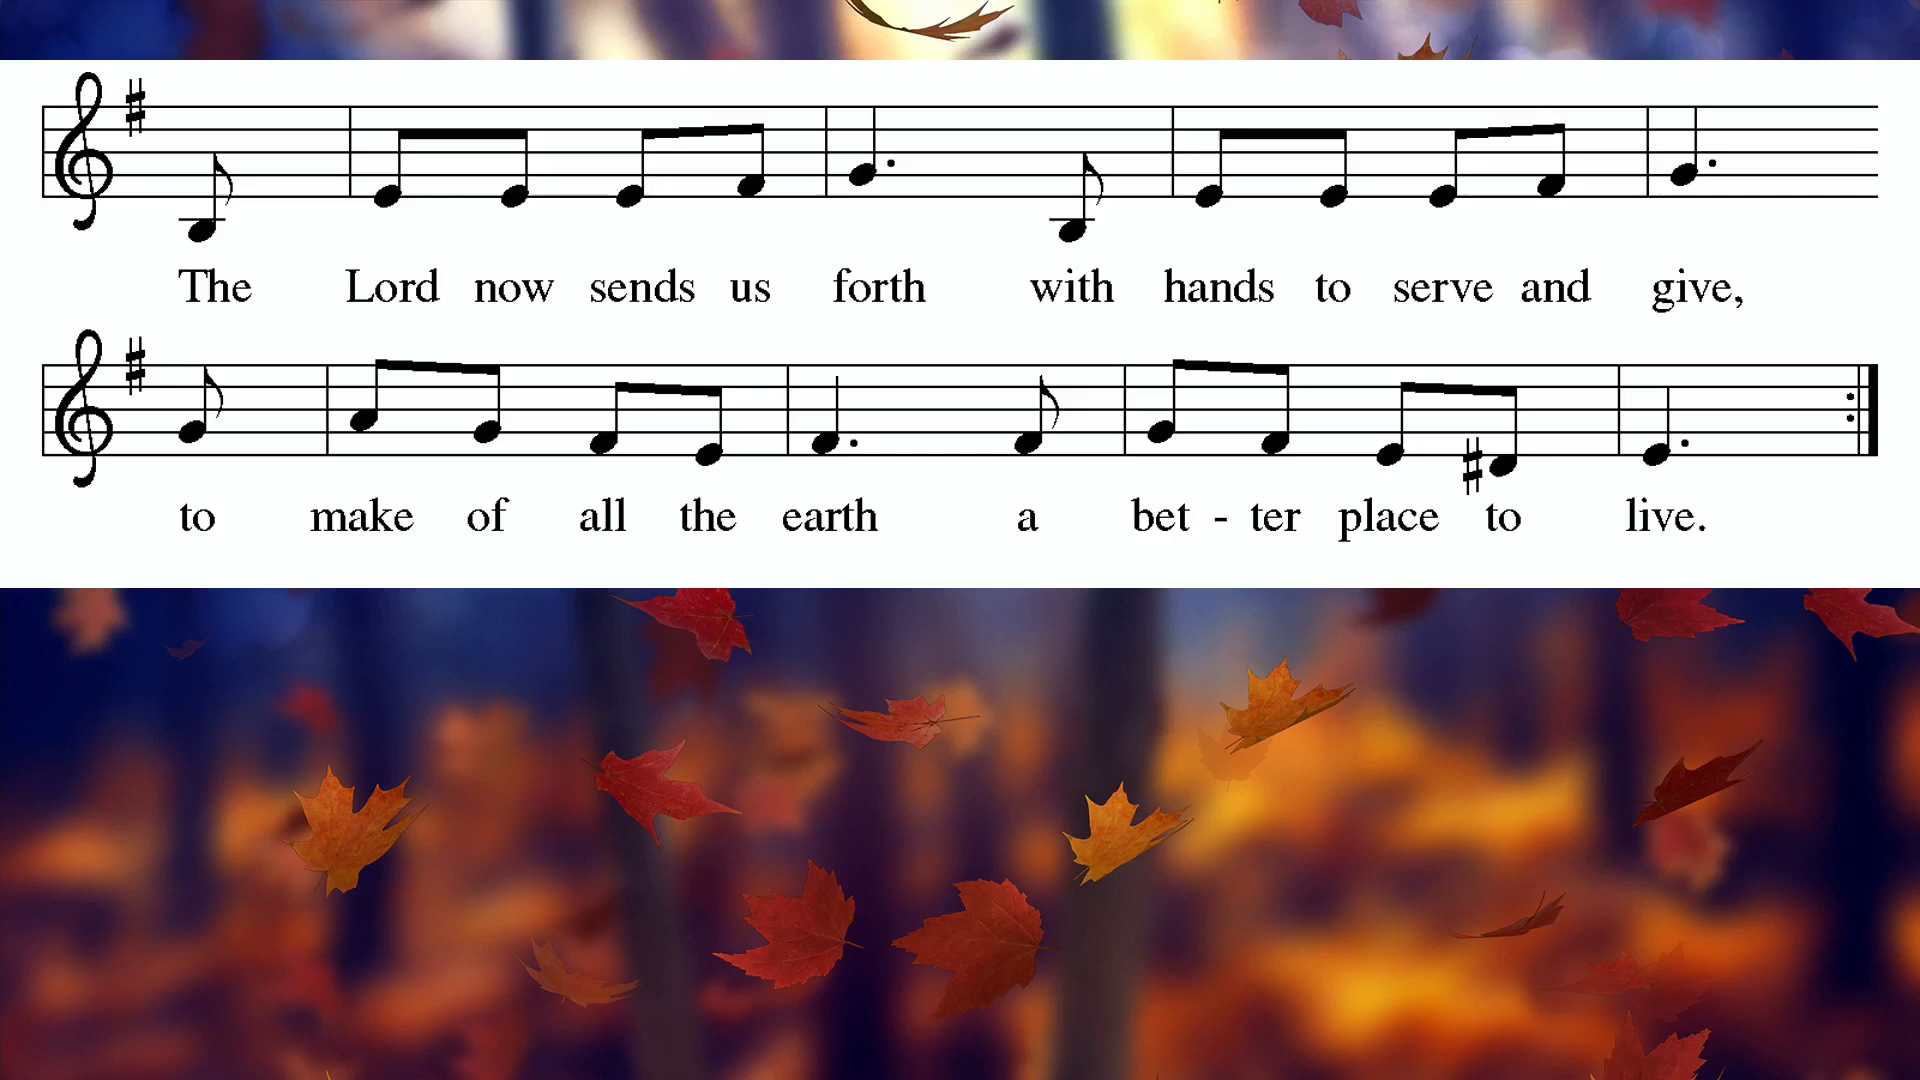 The Lord now sends us forth with hands to serve and give,
to make of all the earth a bet - ter place to live.